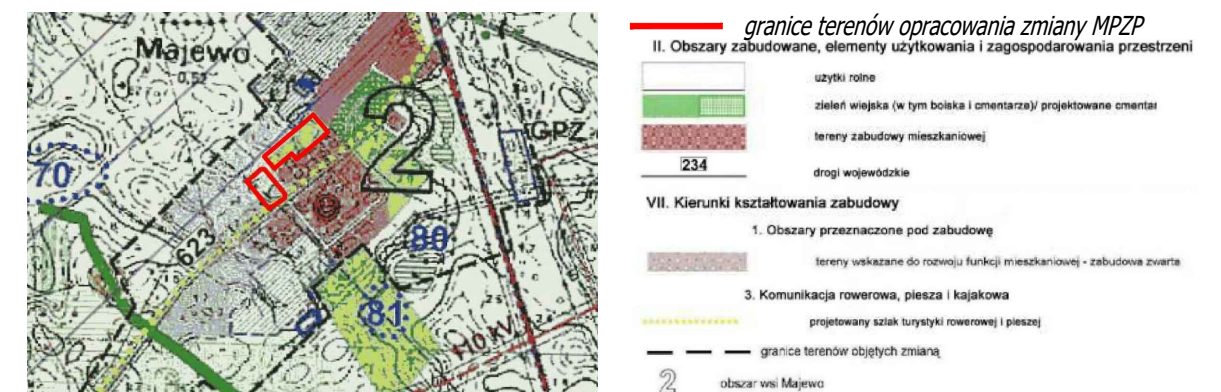 Majewo
0,53
2
GPZ
70
623
80
81
110 KV
granice terenów opracowania zmiany MPZP
II. Obszary zabudowane, elementy użytkowania i zagospodarowania przestrzeni
użytki rolne
zieleń wiejska (w tym boiska i cmentarze)/ projektowane cmentar
tereny zabudowy mieszkaniowej
234
drogi wojewódzkie
VII. Kierunki kształtowania zabudowy
1. Obszary przeznaczone pod zabudowę
tereny wskazane do rozwoju funkcji mieszkaniowej - zabudowa zwarta
3. Komunikacja rowerowa, piesza i kajakowa
projetowany szlak turystyki rowerowej i pieszej
granice terenów objętych zmianą
2
obszar wsi Majewo